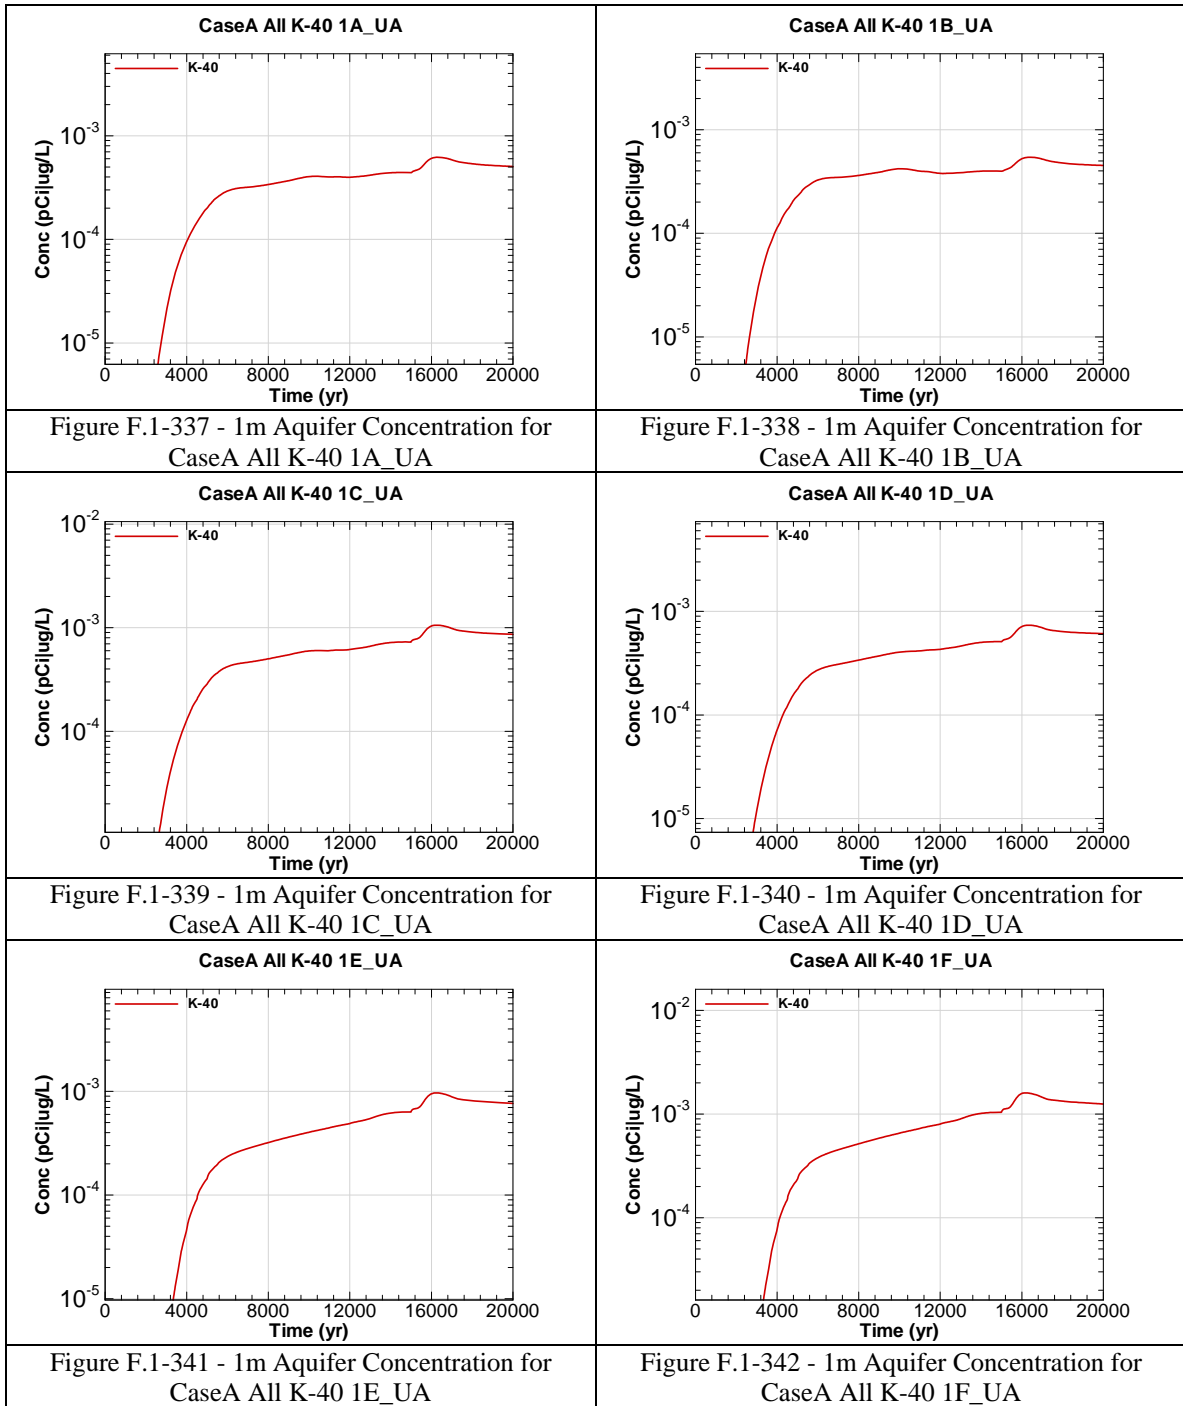 CaseA All K-40 1A_UA
K-40
Conc (pCi|ug/L)
10-3
10-4
10-5
0 4000 8000 12000 16000 20000
Time (yr)
Figure F.1-337 - 1m Aquifer Concentration for
CaseA All K-40 1A_UA
CaseA All K-40 1B_UA
K-40
Conc (pCi|ug/L)
10-3
10-4
10-5
0 4000 8000 12000 16000 20000
Time (yr)
Figure F.1-338 - 1m Aquifer Concentration for
CaseA All K-40 1B_UA
CaseA All K-40 1C_UA
K-40
Conc (pCi|ug/L)
10-2
10-3
10-4
0 4000 8000 12000 16000 20000
Time (yr)
Figure F.1-339 - 1m Aquifer Concentration for
CaseA All K-40 1C_UA
CaseA All K-40 1D_UA
K-40
Conc (pCi|ug/L)
10-3
10-4
10-5
0 4000 8000 12000 16000 20000
Time (yr)
Figure F.1-340 - 1m Aquifer Concentration for
CaseA All K-40 1D_UA
CaseA All K-40 1E_UA
K-40
Conc (pCi|ug/L)
10-3
10-4
10-5
0 4000 8000 12000 16000 20000
Time (yr)
Figure F.1-341 - 1m Aquifer Concentration for
CaseA All K-40 1E_UA
CaseA All K-40 1F_UA
K-40
Conc (pCi|ug/L)
10-2
10-3
10-4
0 4000 8000 12000 16000 20000
Time (yr)
Figure F.1-342 - 1m Aquifer Concentration for
CaseA All K-40 1F_UA